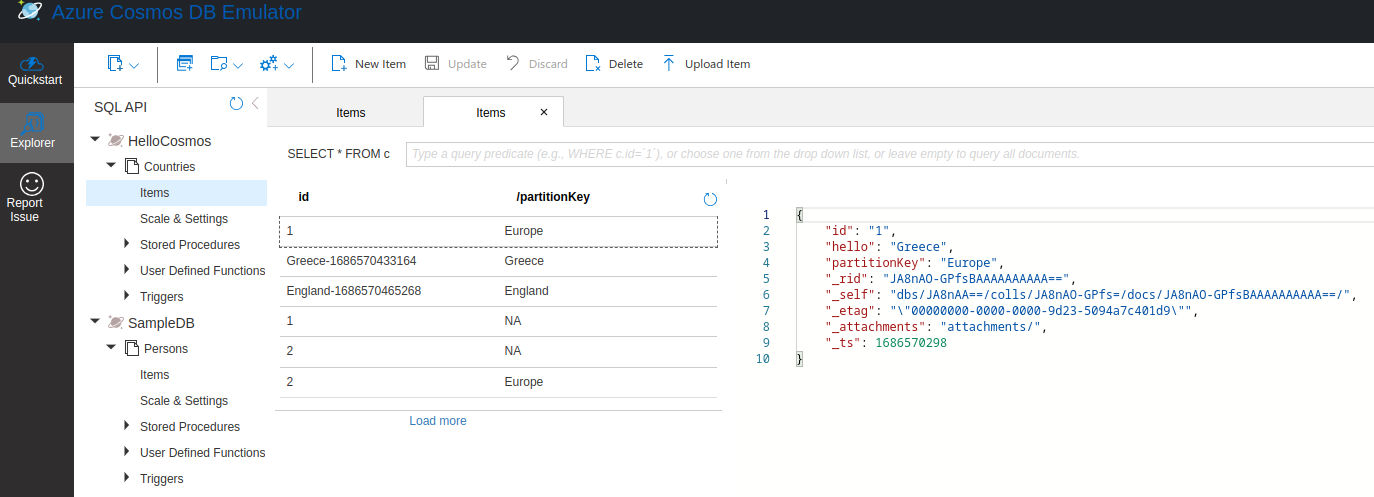 Azure Cosmos DB Emulator
Quickstart
Explorer
Report
Issue
New Item
Update
Discard
Delete
Upload Item
SQL API
HelloCosmos
Countries
Items
Scale & Settings
Stored Procedures
User Defined Functions
Triggers
SampleDB
Persons
Items
Scale & Settings
Stored Procedures
User Defined Functions
Triggers
Items
Items
SELECT * FROM c
Type a query predicate (e.g., WHERE c.id=`1`), or choose one from the drop down list, or leave empty to query all documents.
id /partitionKey
1 Europe
Greece-1686570433164 Greece
England-1686570465268 England
1 NA
2 NA
2 Europe
Load more
1 {
2 "id": "1",
3 "hello": "Greece",
4 "partitionKey": "Europe",
5 "_rid": "JA8nAO-GPfsBAAAAAAAAAA==",
6 "_self": "dbs/JA8nAA==/colls/JA8nAO-GPfs=/docs/JA8nAO-GPfsBAAAAAAAAAA==/",
7 "_etag": "\"00000000-0000-0000-9d23-5094a7c401d9\"",
8 "_attachments": "attachments/",
9 "_ts": 1686570298
10 }